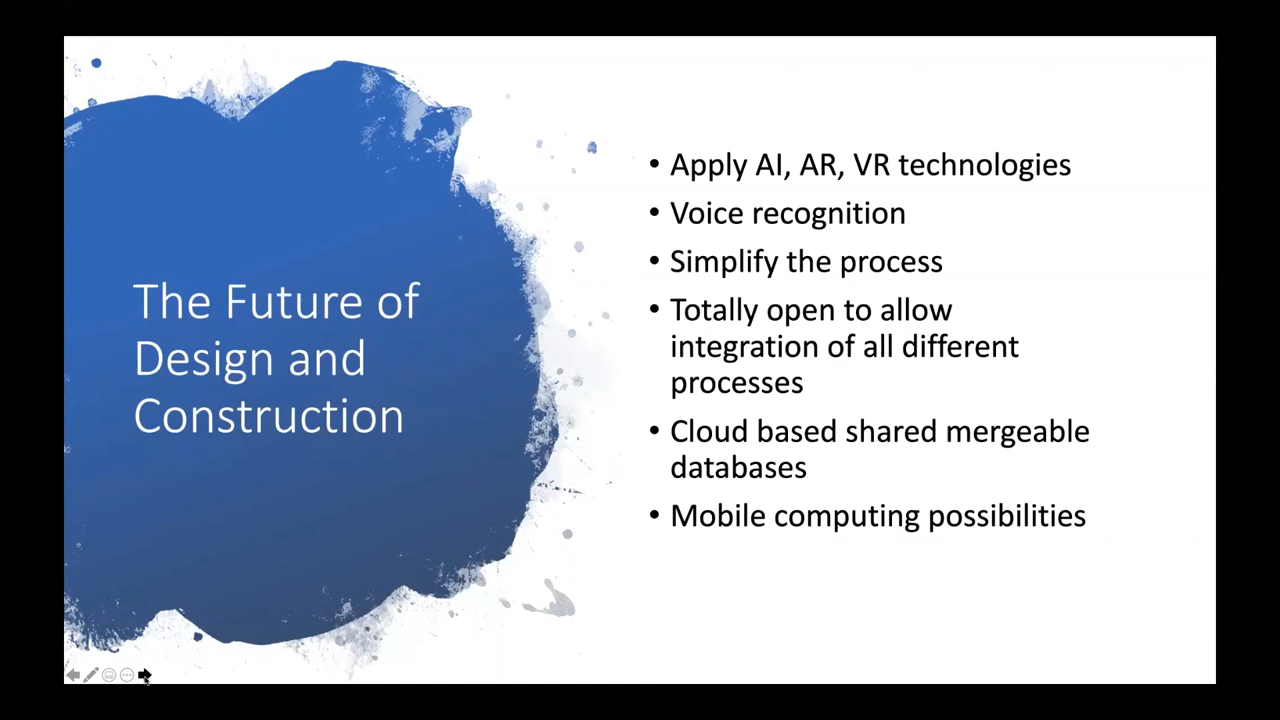 The Future of
Design and
Construction
• Apply AI, AR, VR technologies
• Voice recognition
• Simplify the process
• Totally open to allow
integration of all different
processes
• Cloud based shared mergeable
databases
• Mobile computing possibilities